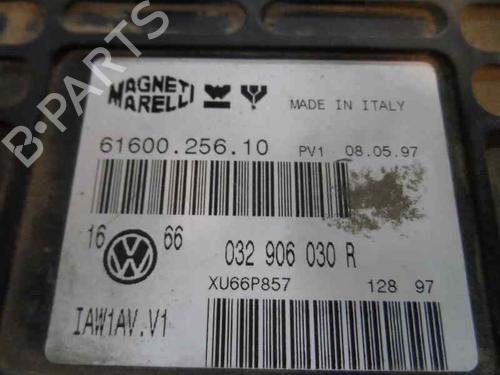 MAGNETI MARELLI
MADE IN ITALY
61600.256.10 PV1 08.05.97
16 66
032 906 030 R
XU66P857 128 97
IAW1AV.V1
B-Parts